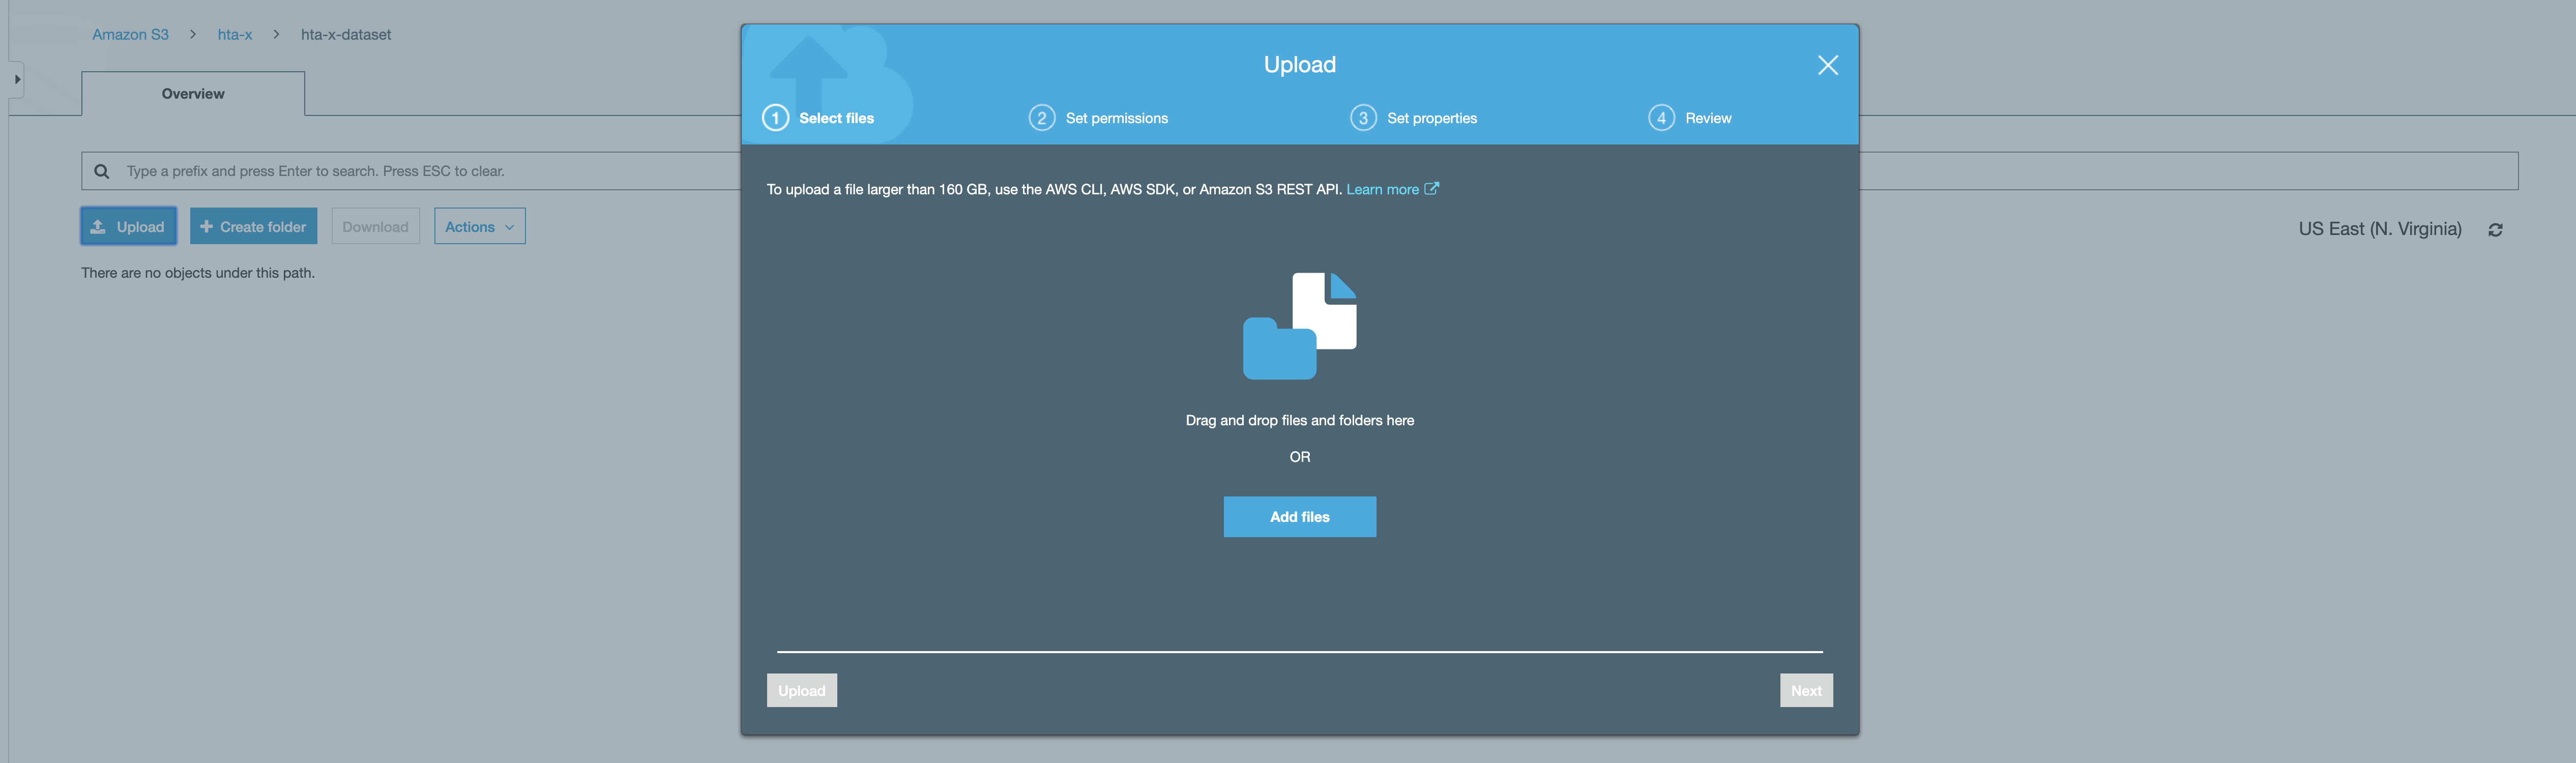 Amazon S3 > hta-x > hta-x-dataset
Overview
Type a prefix and press Enter to search. Press ESC to clear.
Upload + Create folder Download Actions
US East (N. Virginia)
There are no objects under this path.
Upload
1 Select files 2 Set permissions 3 Set properties 4 Review
To upload a file larger than 160 GB, use the AWS CLI, AWS SDK, or Amazon S3 REST API. Learn more
Drag and drop files and folders here
OR
Add files
Upload Next